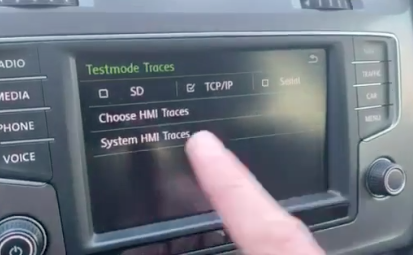 Testmode Traces
SD TCP/IP
Choose HMI Traces
System HMI Traces
RADIO
MEDIA
PHONE
VOICE
TRAFFIC
CAR
MENU